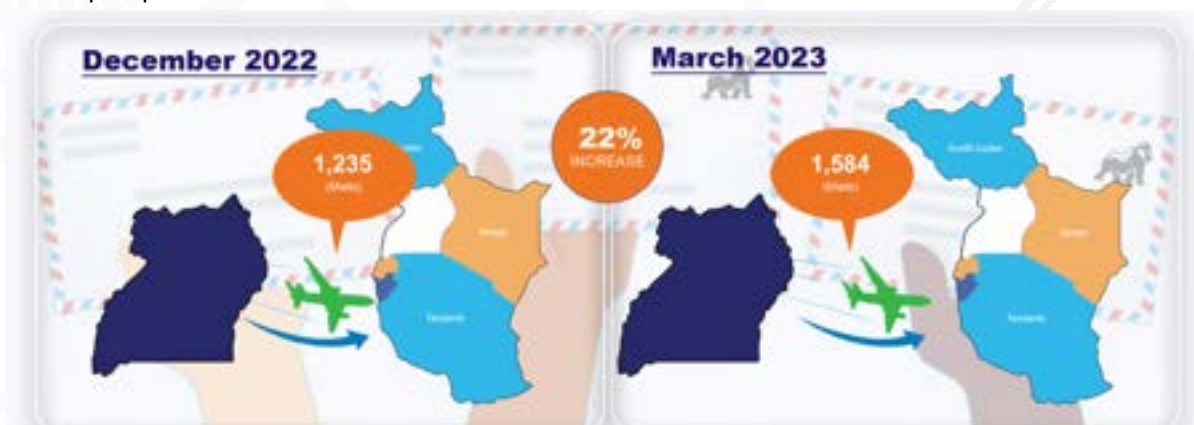 December 2022
March 2023
22%
INCREASE
1,235
(Mails)
1,584
(Mails)
South Sudan
Kenya
Tanzania
Tanzania